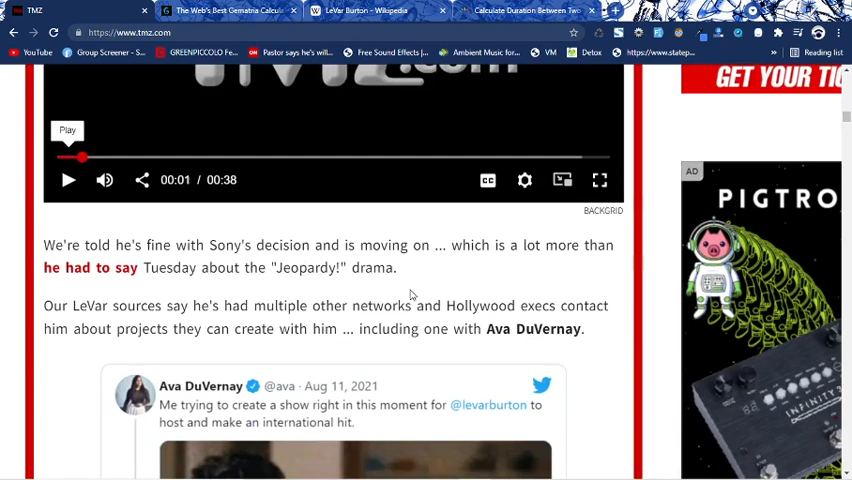 TMZ
The Web's Best Gematria Calcula
LeVar Burton - Wikipedia
Calculate Duration Between Two
https://www.tmz.com
YouTube
Group Screener - S...
GREENPICCOLO Fe...
Pastor says he's will...
Free Sound Effects |...
Ambient Music for...
VM
Detox
https://www.statep...
Reading list
.com
GET YOUR TI
Play
00:01 / 00:38
CC
BACKGRID
AD
PIGTRO
We're told he's fine with Sony's decision and is moving on ... which is a lot more than
he had to say Tuesday about the "Jeopardy!" drama.
Our LeVar sources say he's had multiple other networks and Hollywood execs contact
him about projects they can create with him ... including one with Ava DuVernay.
Ava DuVernay @ava · Aug 11, 2021
Me trying to create a show right in this moment for @levarburton to
host and make an international hit.
INFINITY